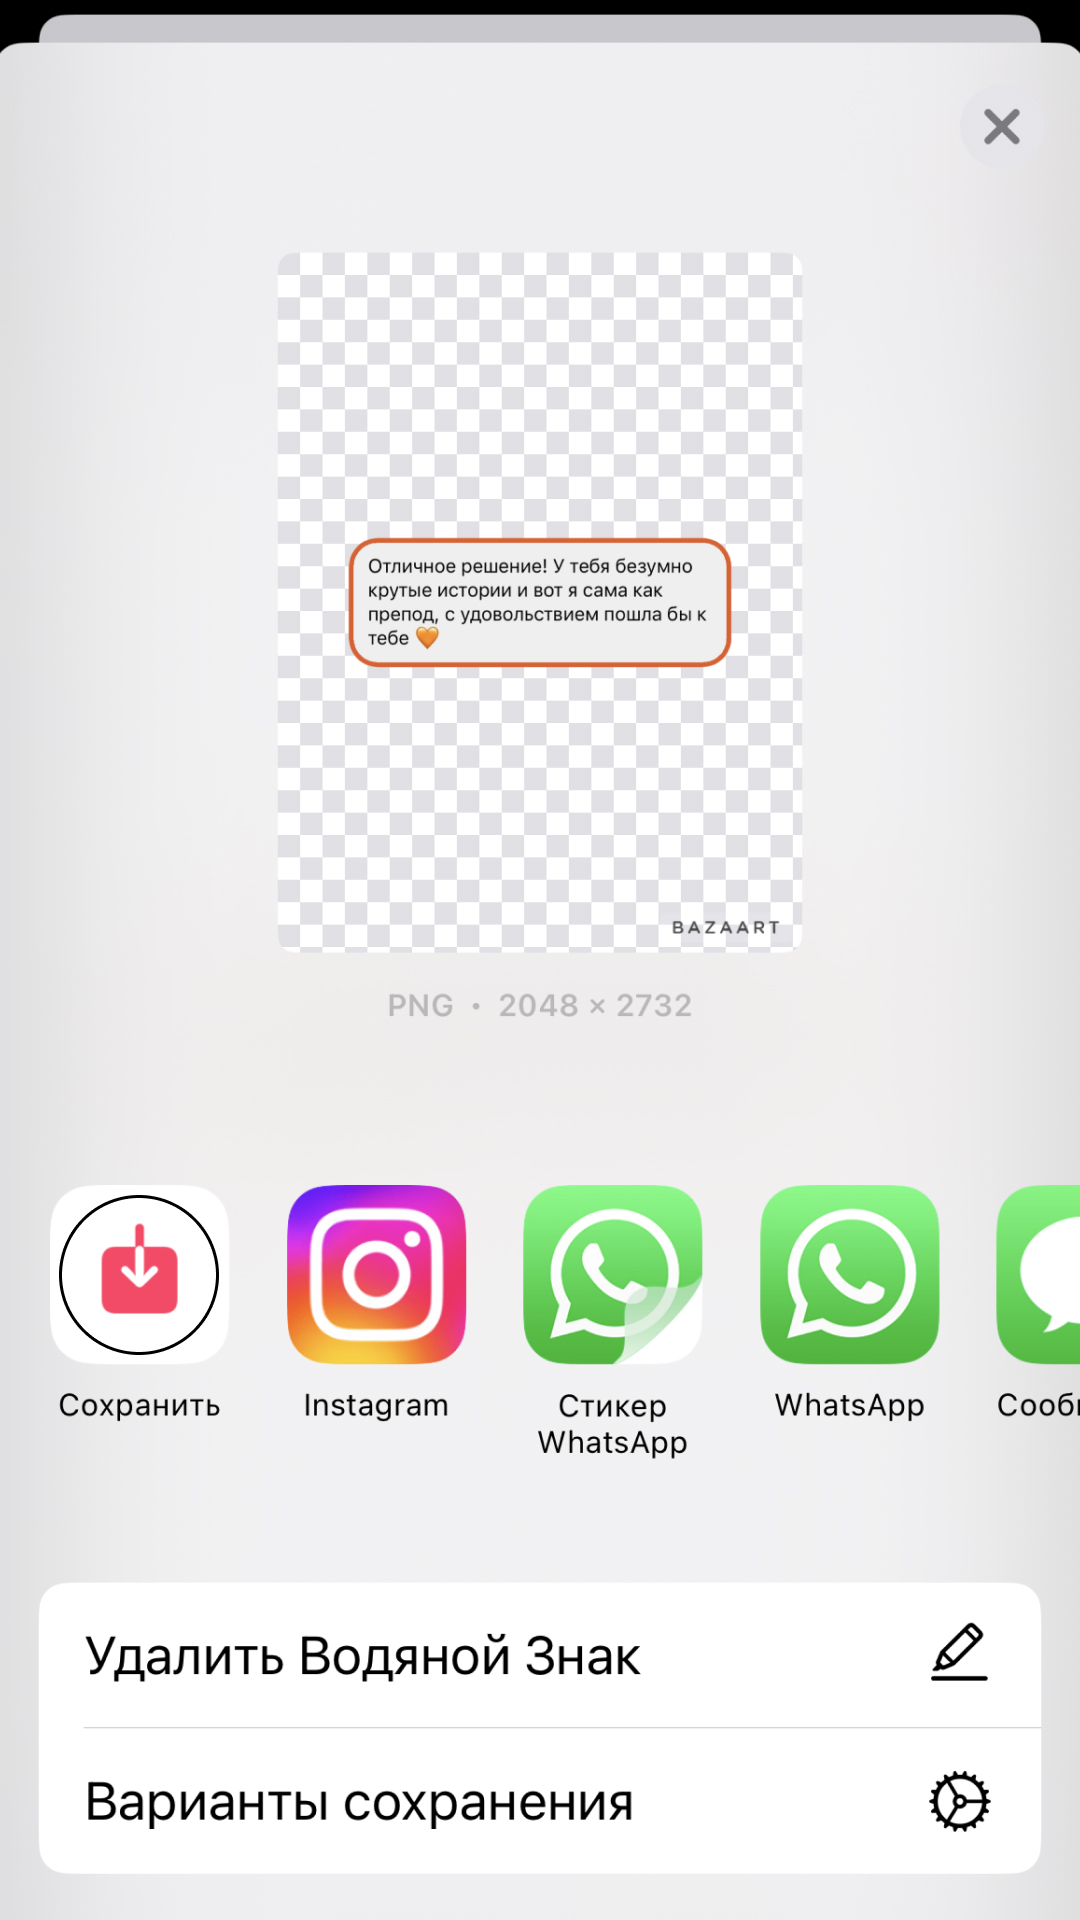 Отличное решение! У тебя безумно
крутые истории и вот я сама как
препод, с удовольствием пошла бы к
тебе 🧡
BAZAART
PNG • 2048 × 2732
Сохранить
Instagram
Стикер
WhatsApp
WhatsApp
Сооб
Удалить Водяной Знак
Варианты сохранения